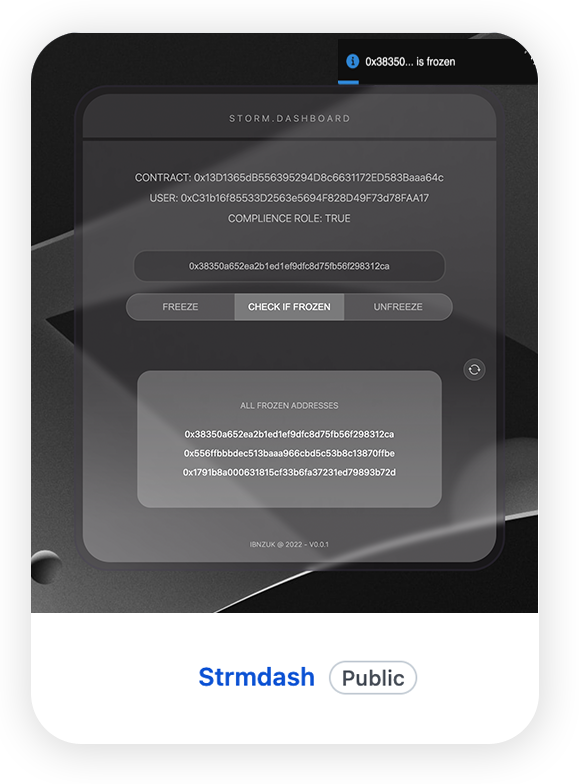 0x38350... is frozen
STORM.DASHBOARD
CONTRACT: 0x13D1365dB556395294D8c6631172ED583Baaa64c
USER: 0xC31b16f85533D2563e5694F828D49F73d78FAA17
COMPLIENCE ROLE: TRUE
0x38350a652ea2b1ed1ef9dfc8d75fb56f298312ca
FREEZE CHECK IF FROZEN UNFREEZE
ALL FROZEN ADDRESSES
0x38350a652ea2b1ed1ef9dfc8d75fb56f298312ca
0x556ffbbbdec513baaa966cbd5c53b8c13870ffbe
0x1791b8a000631815cf33b6fa37231ed79893b72d
IBNZUK @ 2022 - V0.0.1
Strmdash Public